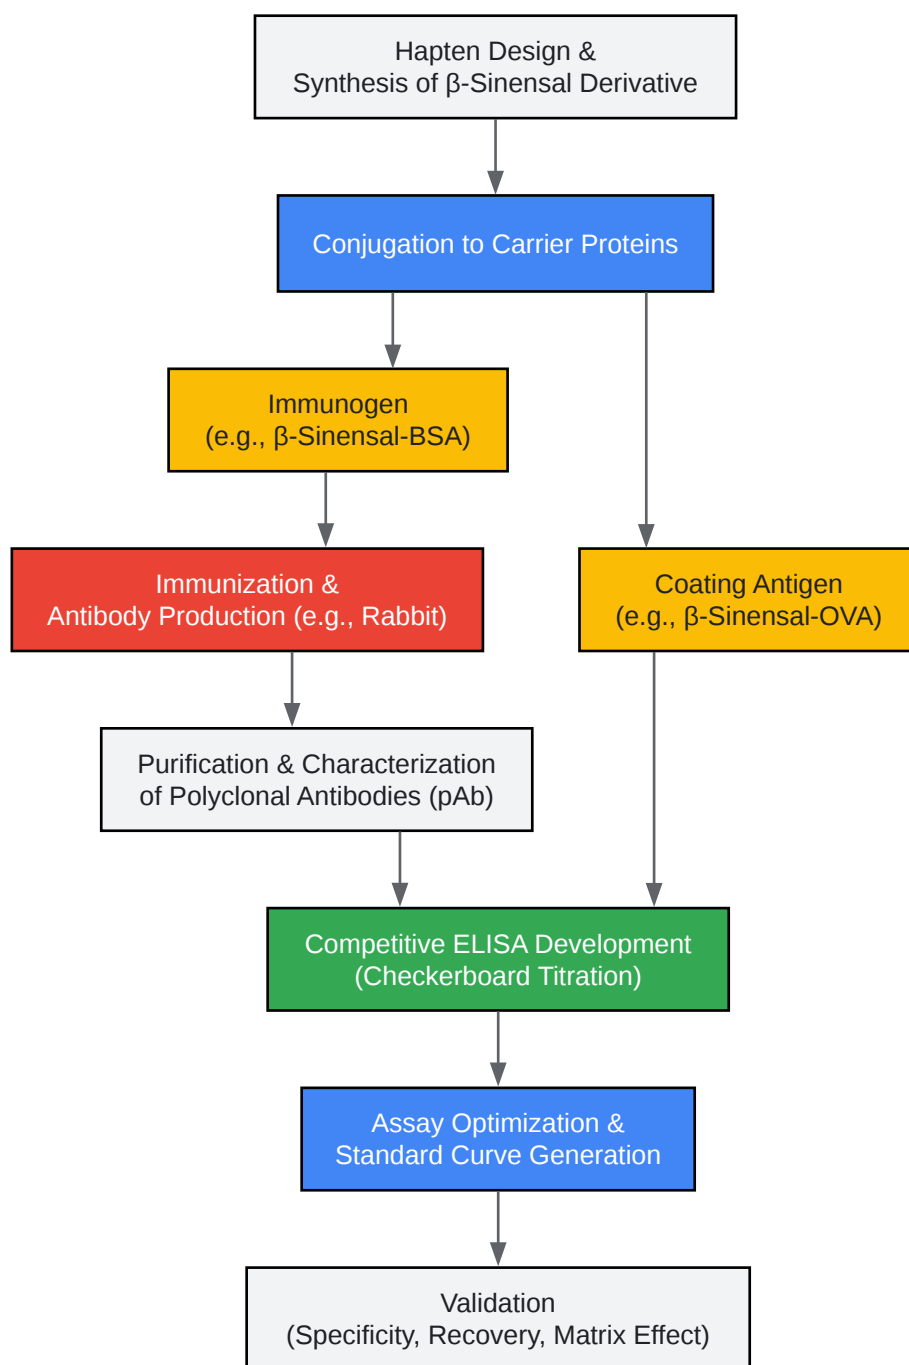 Hapten Design &
Synthesis of β-Sinensal Derivative
Conjugation to Carrier Proteins
Immunogen
(e.g., β-Sinensal-BSA)
Immunization &
Antibody Production (e.g., Rabbit)
Coating Antigen
(e.g., β-Sinensal-OVA)
Purification & Characterization
of Polyclonal Antibodies (pAb)
Competitive ELISA Development
(Checkerboard Titration)
Assay Optimization &
Standard Curve Generation
Validation
(Specificity, Recovery, Matrix Effect)